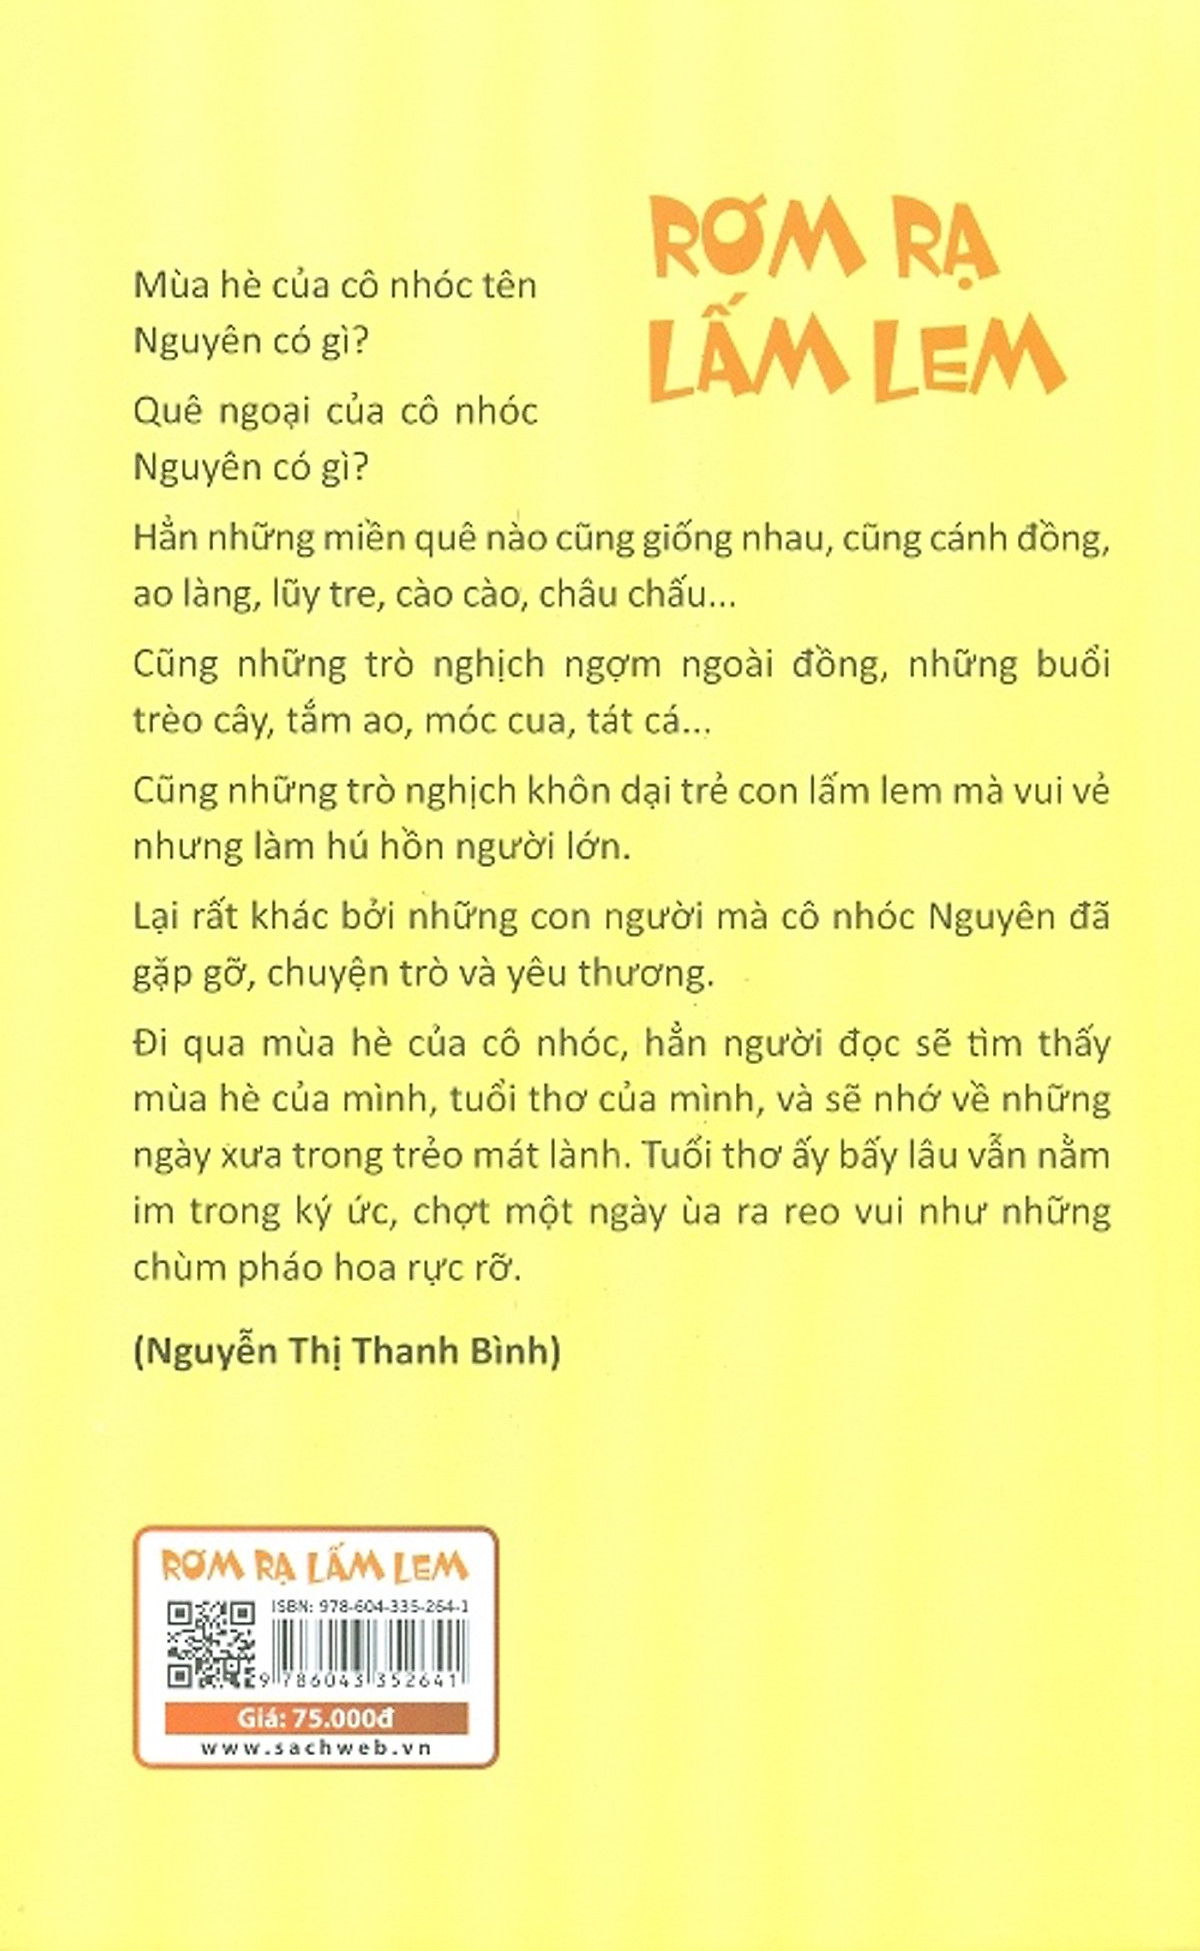 RƠM RẠ
LẤM LEM
Mùa hè của cô nhóc tên
Nguyên có gì?
Quê ngoại của cô nhóc
Nguyên có gì?
Hẳn những miền quê nào cũng giống nhau, cũng cánh đồng,
ao làng, lũy tre, cào cào, châu chấu...
Cũng những trò nghịch ngợm ngoài đồng, những buổi
trèo cây, tắm ao, móc cua, tát cá...
Cũng những trò nghịch khôn dại trẻ con lấm lem mà vui vẻ
nhưng làm hú hồn người lớn.
Lại rất khác bởi những con người mà cô nhóc Nguyên đã
gặp gỡ, chuyện trò và yêu thương.
Đi qua mùa hè của cô nhóc, hẳn người đọc sẽ tìm thấy
mùa hè của mình, tuổi thơ của mình, và sẽ nhớ về những
ngày xưa trong trẻo mát lành. Tuổi thơ ấy bấy lâu vẫn nằm
im trong ký ức, chợt một ngày ùa ra reo vui như những
chùm pháo hoa rực rỡ.
(Nguyễn Thị Thanh Bình)
RƠM RẠ LẤM LEM
ISBN: 978-604-335-264-1
9 786043 352641
Giá: 75.000đ
www.sachweb.vn